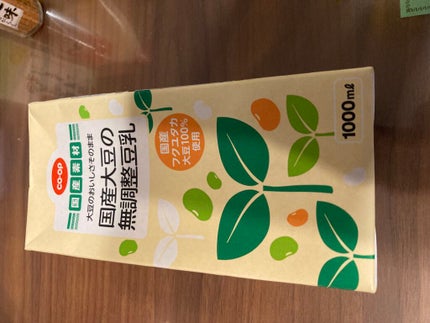 co·op
国産素材
大豆のおいしさそのまま
国産大豆の
無調整豆乳
国産
フクユタカ
大豆100%
使用
1000ml
味